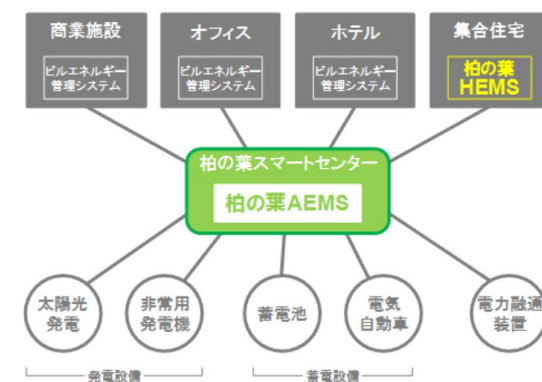 商業施設
オフィス
ホテル
集合住宅
ビルエネルギー
管理システム
ビルエネルギー
管理システム
ビルエネルギー
管理システム
柏の葉
HEMS
柏の葉スマートセンター
柏の葉AEMS
太陽光
発電
非常用
発電機
蓄電池
電気
自動車
電力融通
装置
発電設備
蓄電設備